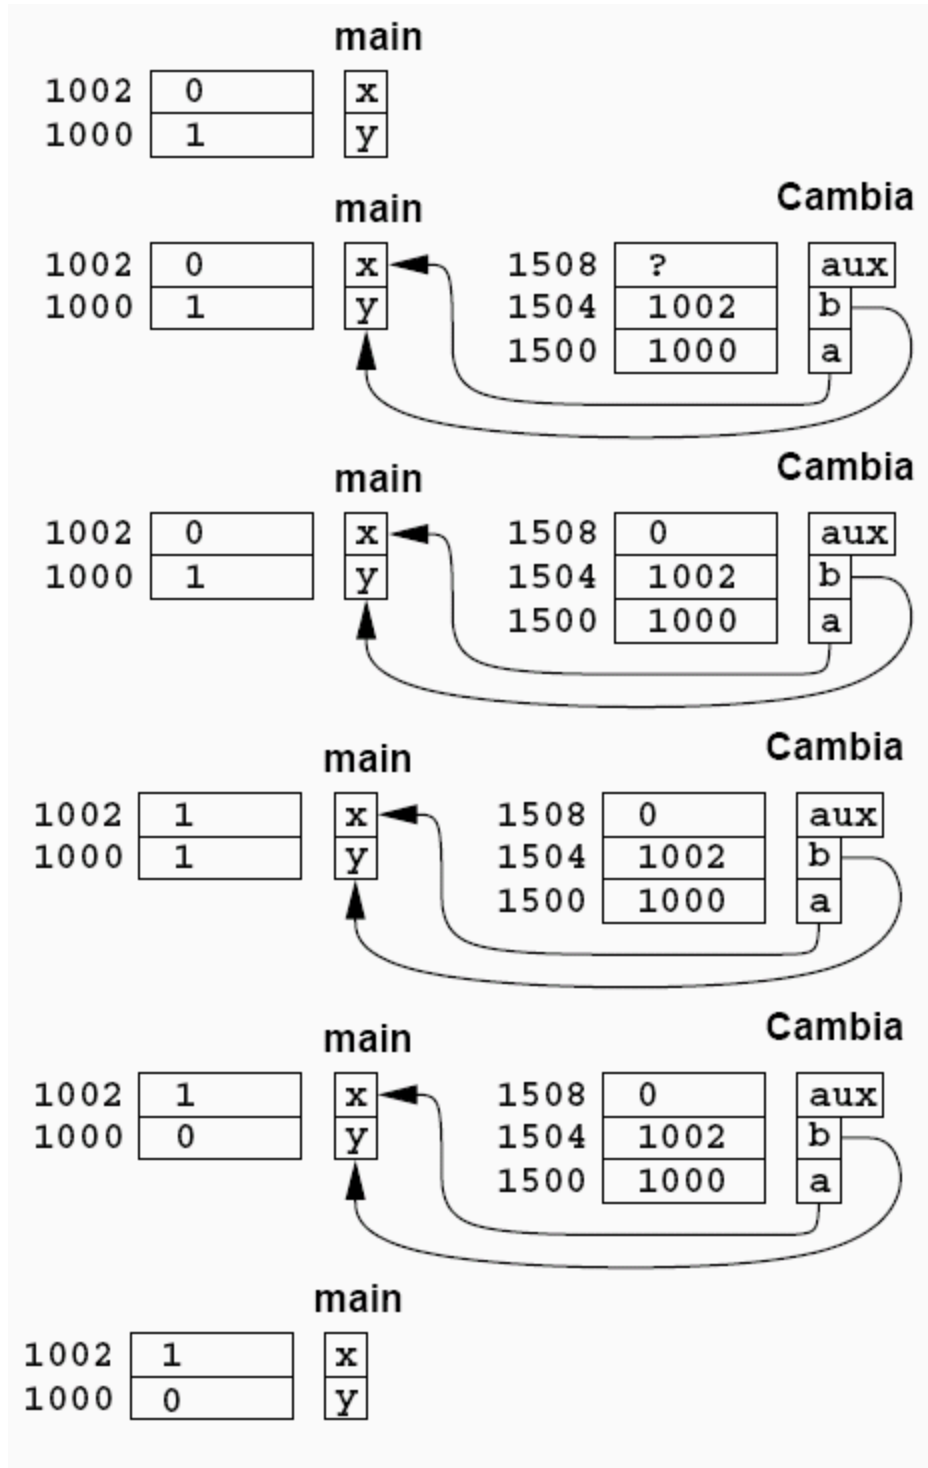 main
1002 0 x
1000 1 y
main Cambia
1002 0 x 1508 ? aux
1000 1 y 1504 1002 b
1500 1000 a
main Cambia
1002 0 x 1508 0 aux
1000 1 y 1504 1002 b
1500 1000 a
main Cambia
1002 1 x 1508 0 aux
1000 1 y 1504 1002 b
1500 1000 a
main Cambia
1002 1 x 1508 0 aux
1000 0 y 1504 1002 b
1500 1000 a
main
1002 1 x
1000 0 y